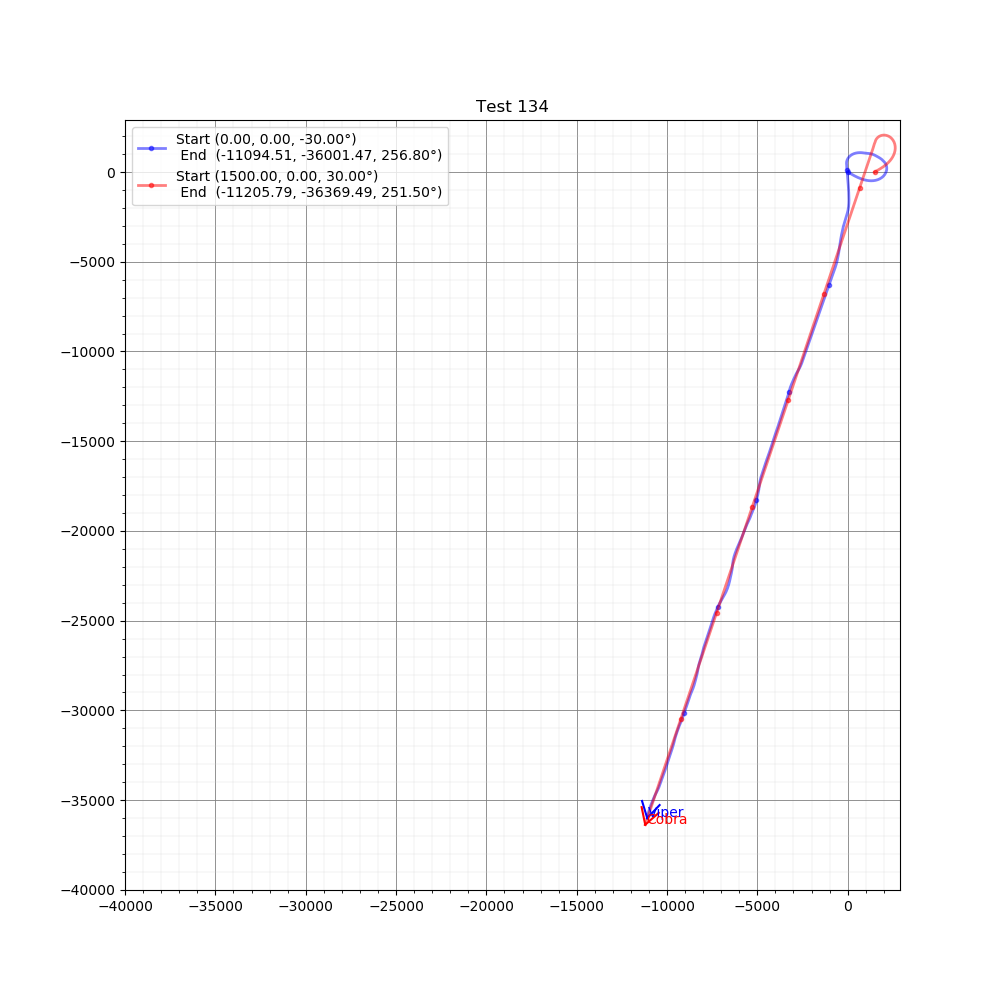 Test 134
Start (0.00, 0.00, -30.00°)
End (-11094.51, -36001.47, 256.80°)
Start (1500.00, 0.00, 30.00°)
End (-11205.79, -36369.49, 251.50°)
0
−5000
−10000
−15000
−20000
−25000
−30000
−35000
−40000
Cobra
−40000 −35000 −30000 −25000 −20000 −15000 −10000 −5000 0